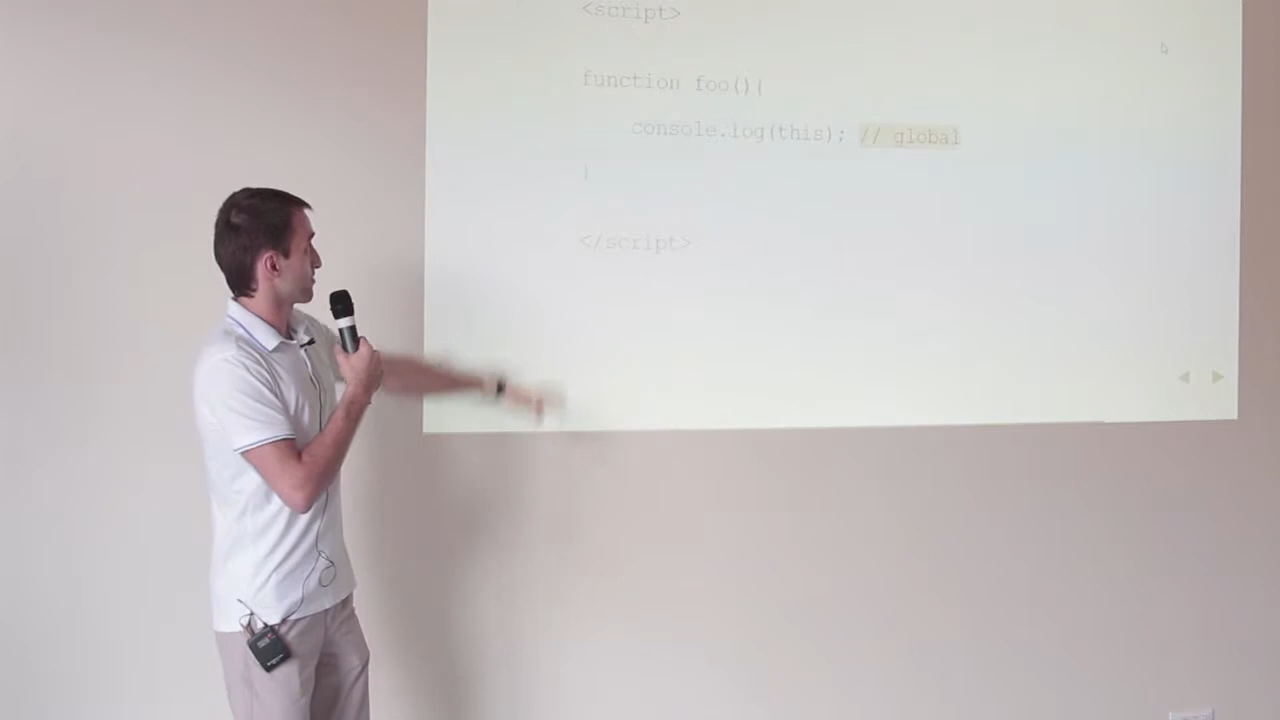 <script>
function foo(){
console.log(this); // global
}
</script>